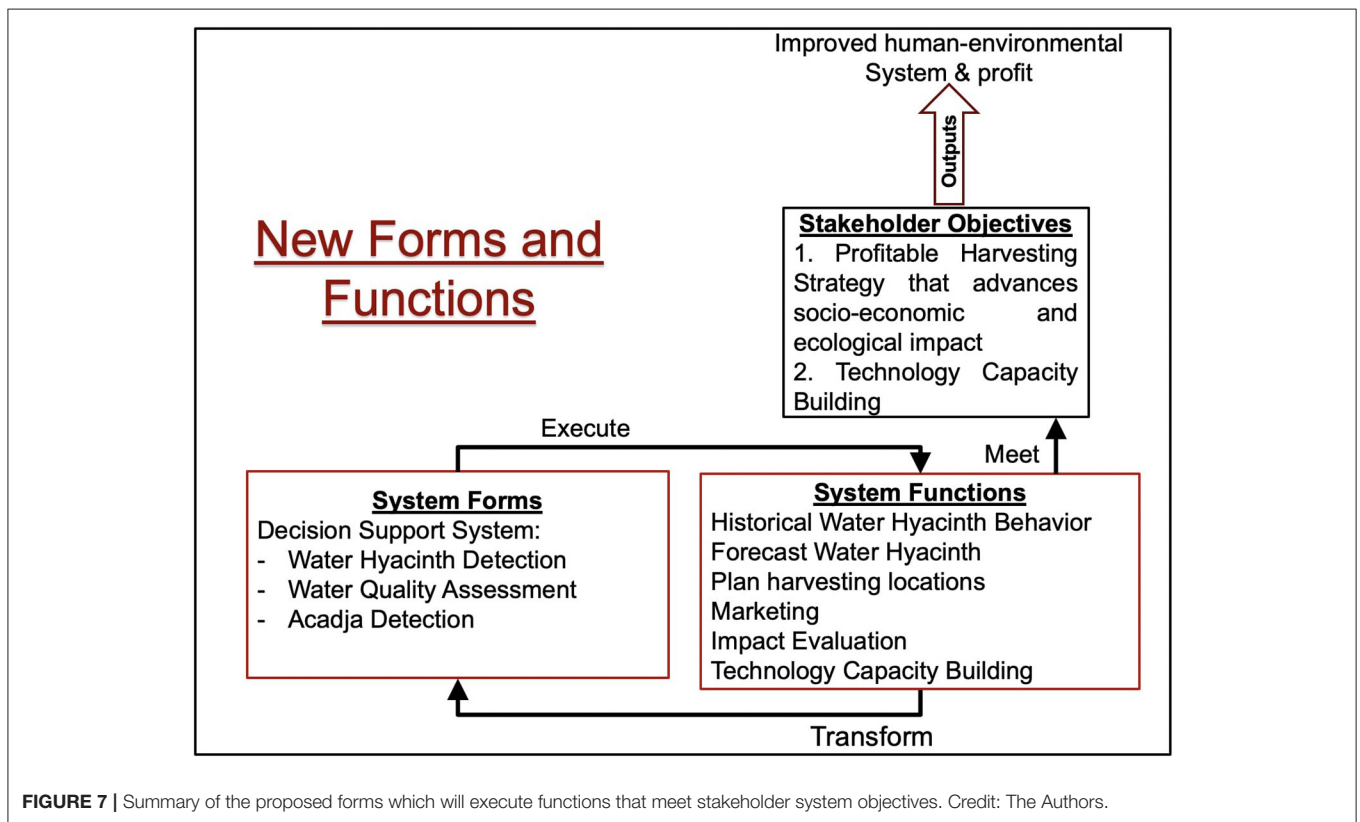 Improved human-environmental
System & profit
Outputs
New Forms and
Functions
Stakeholder Objectives
1. Profitable Harvesting
Strategy that advances
socio-economic and
ecological impact
2. Technology Capacity
Building
Execute
Meet
System Forms
Decision Support System:
- Water Hyacinth Detection
- Water Quality Assessment
- Acadja Detection
System Functions
Historical Water Hyacinth Behavior
Forecast Water Hyacinth
Plan harvesting locations
Marketing
Impact Evaluation
Technology Capacity Building
Transform
FIGURE 7 | Summary of the proposed forms which will execute functions that meet stakeholder system objectives. Credit: The Authors.